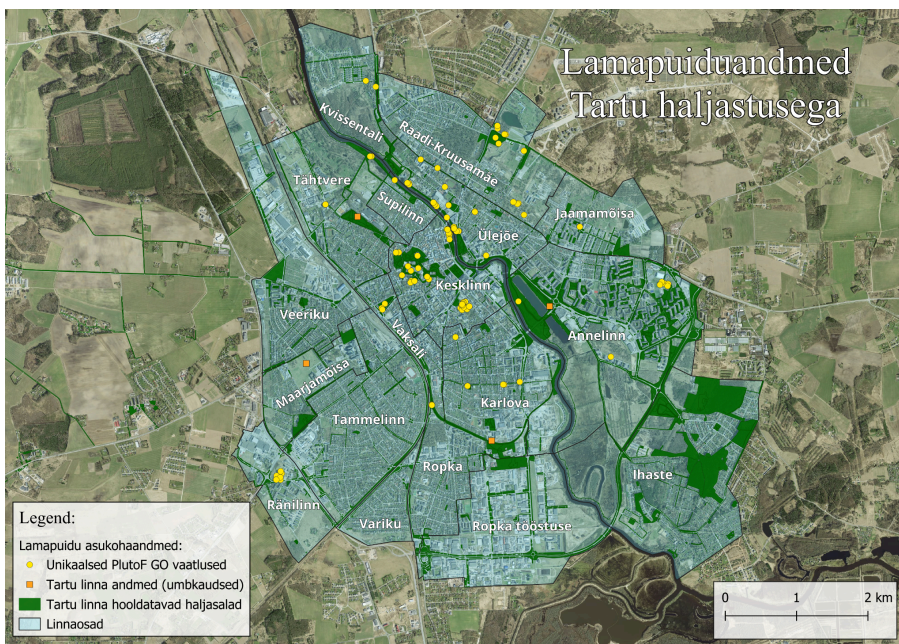 Lamapuiduandmed
Tartu haljastusega
Kvissentali
Raadi-Kruusamäe
Tähtvere
Supilinn
Jaamamõisa
Ülejõe
Kesklinn
Veeriku
Vaksali
Annelinn
Maarjamõisa
Tammelinn
Karlova
Ropka
Ihaste
Ränilinn
Variku
Ropka tööstuse
Legend:
Lamapuidu asukohaandmed:
Unikaalsed PlutoF GO vaatlused
Tartu linna andmed (umbkaudsed)
Tartu linna hooldatavad haljasalad
Linnaosad
0 1 2 km